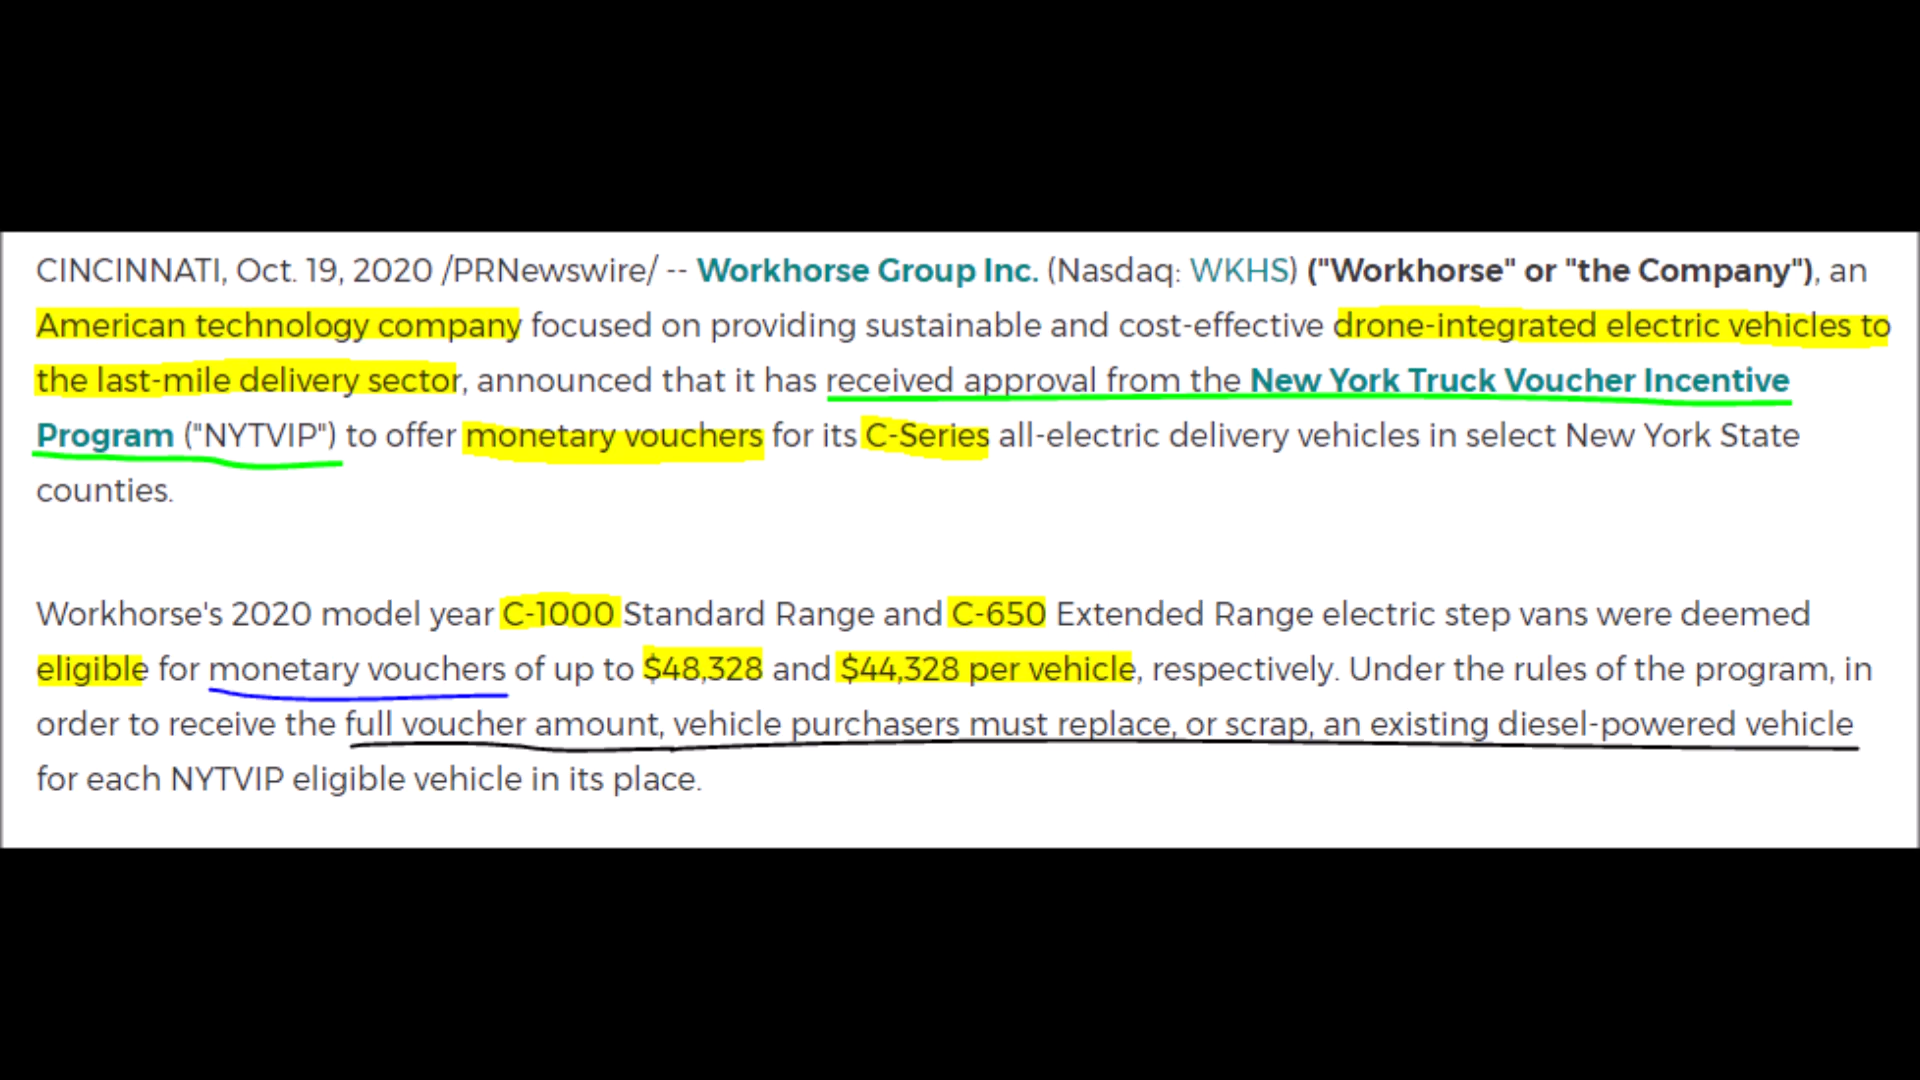 CINCINNATI, Oct. 19, 2020 /PRNewswire/ -- Workhorse Group Inc. (Nasdaq: WKHS) ("Workhorse" or "the Company"), an
American technology company focused on providing sustainable and cost-effective drone-integrated electric vehicles to
the last-mile delivery sector, announced that it has received approval from the New York Truck Voucher Incentive
Program ("NYTVIP") to offer monetary vouchers for its C-Series all-electric delivery vehicles in select New York State
counties.
Workhorse's 2020 model year C-1000 Standard Range and C-650 Extended Range electric step vans were deemed
eligible for monetary vouchers of up to $48,328 and $44,328 per vehicle, respectively. Under the rules of the program, in
order to receive the full voucher amount, vehicle purchasers must replace, or scrap, an existing diesel-powered vehicle
for each NYTVIP eligible vehicle in its place.